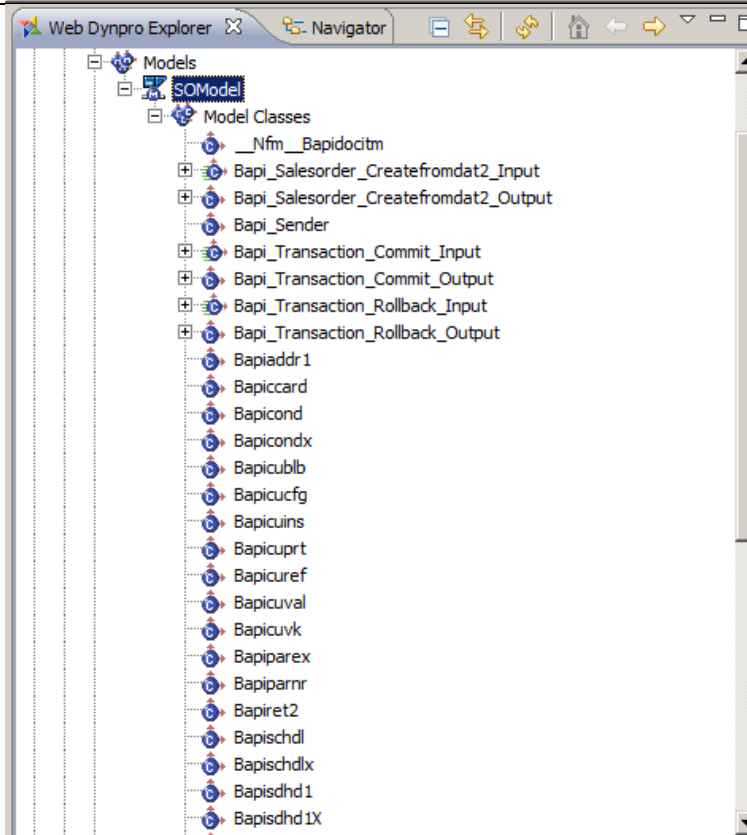 Web Dynpro Explorer Navigator
Models
SOModel
Model Classes
__Nfm__Bapidocitm
Bapi_Salesorder_Createfromdat2_Input
Bapi_Salesorder_Createfromdat2_Output
Bapi_Sender
Bapi_Transaction_Commit_Input
Bapi_Transaction_Commit_Output
Bapi_Transaction_Rollback_Input
Bapi_Transaction_Rollback_Output
Bapiaddr1
Bapiccard
Bapicond
Bapicondx
Bapicublb
Bapicucfg
Bapicuins
Bapicuprt
Bapicuref
Bapicuval
Bapicuvk
Bapiparex
Bapiparnr
Bapiret2
Bapischdl
Bapischdlx
Bapisdhd1
Bapisdhd1X